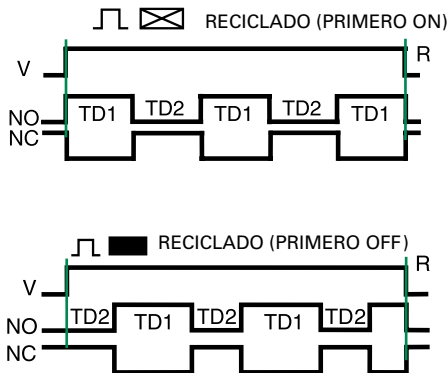 RECICLADO (PRIMERO ON)
V R
NO TD1 TD2 TD1 TD2 TD1
NC
RECICLADO (PRIMERO OFF)
V R
NO TD2 TD1 TD2 TD1 TD2
NC